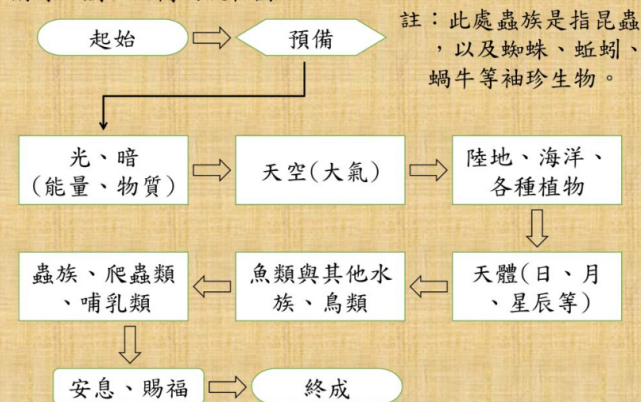 起始
預備
註：此處蟲族是指昆蟲
，以及蜘蛛、蚯蚓、
蝸牛等袖珍生物。
光、暗
(能量、物質)
天空(大氣)
陸地、海洋、
各種植物
天體(日、月
、星辰等)
魚類與其他水
族、鳥類
蟲族、爬蟲類
、哺乳類
安息、賜福
終成